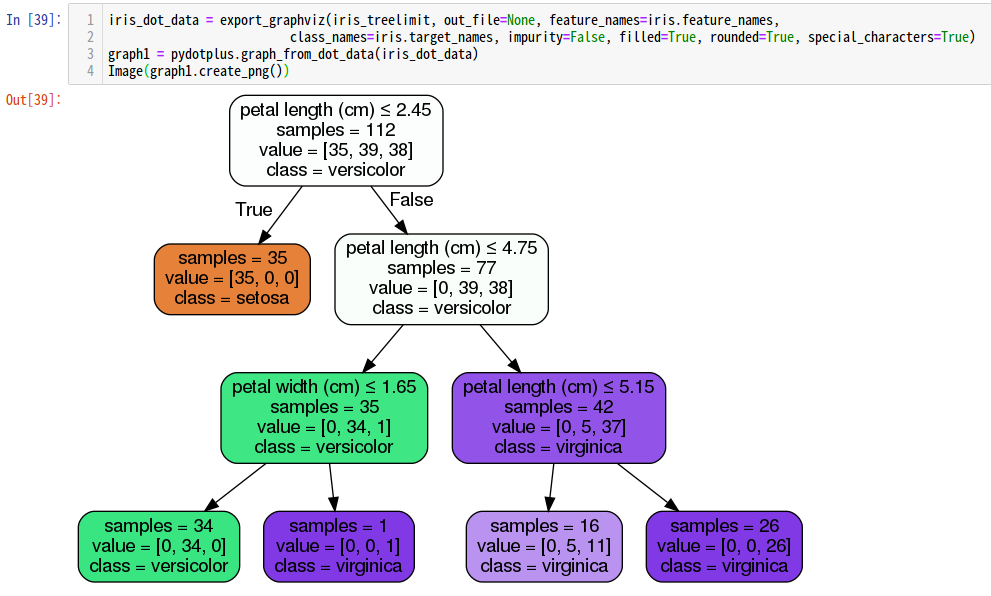 In [39]:
1 iris_dot_data = export_graphviz(iris_treelimit, out_file=None, feature_names=iris.feature_names,
2 class_names=iris.target_names, impurity=False, filled=True, rounded=True, special_characters=True)
3 graph1 = pydotplus.graph_from_dot_data(iris_dot_data)
4 Image(graph1.create_png())
Out[39]:
petal length (cm) ≤ 2.45
samples = 112
value = [35, 39, 38]
class = versicolor
True
False
samples = 35
value = [35, 0, 0]
class = setosa
petal length (cm) ≤ 4.75
samples = 77
value = [0, 39, 38]
class = versicolor
petal width (cm) ≤ 1.65
samples = 35
value = [0, 34, 1]
class = versicolor
petal length (cm) ≤ 5.15
samples = 42
value = [0, 5, 37]
class = virginica
samples = 34
value = [0, 34, 0]
class = versicolor
samples = 1
value = [0, 0, 1]
class = virginica
samples = 16
value = [0, 5, 11]
class = virginica
samples = 26
value = [0, 0, 26]
class = virginica